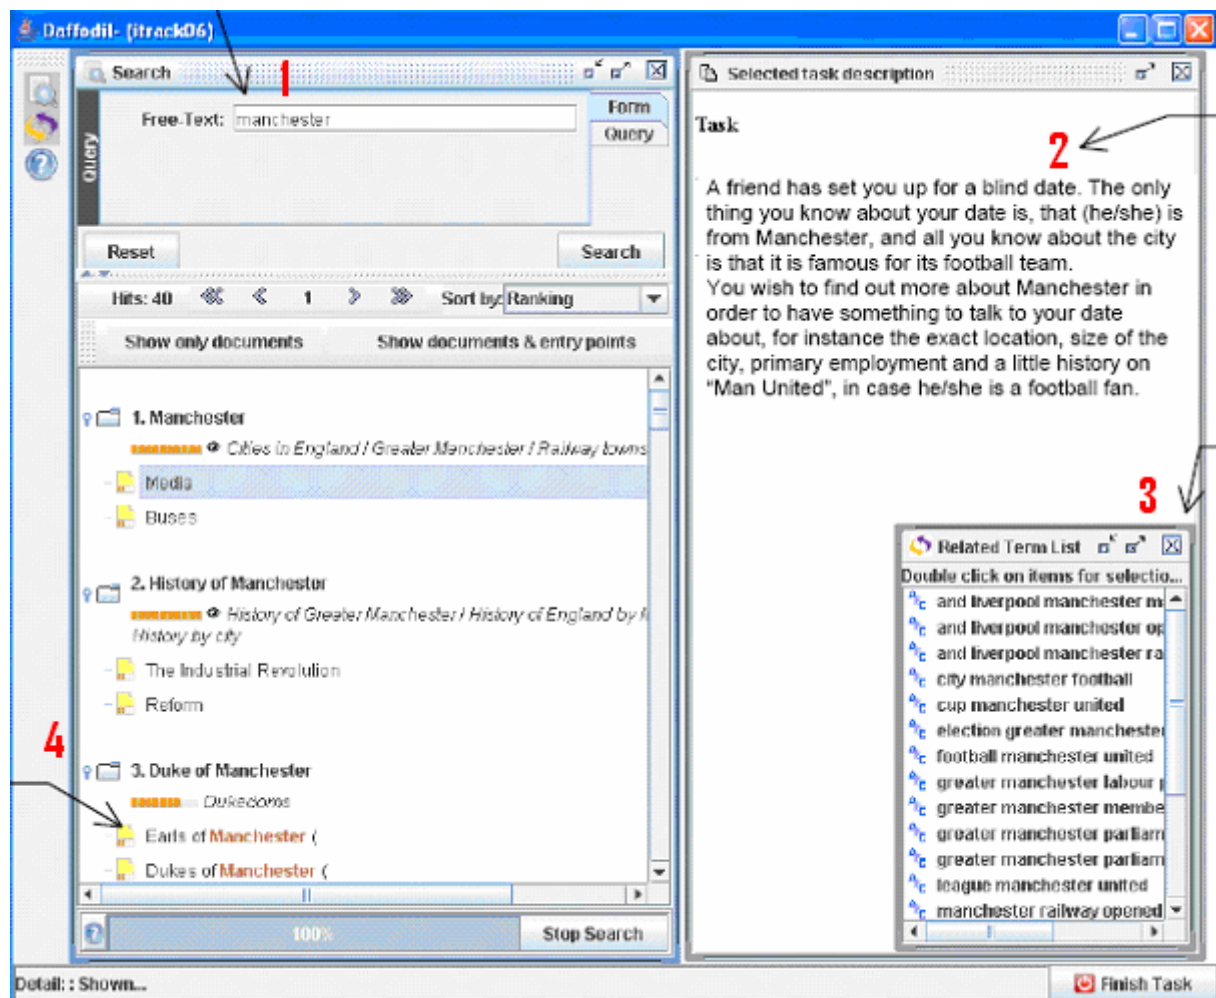 Daffodil- (itrack06)
Search
1
Query
Free-Text: manchester
Form
Query
Reset
Search
Hits: 40
1
Sort by: Ranking
Show only documents
Show documents & entry points
1. Manchester
Cities in England / Greater Manchester / Railway towns
Media
Buses
2. History of Manchester
History of Greater Manchester / History of England by
History by city
The Industrial Revolution
Reform
4
3. Duke of Manchester
Dukedoms
Earls of Manchester (
Dukes of Manchester (
100%
Stop Search
Selected task description
Task
2
A friend has set you up for a blind date. The only
thing you know about your date is, that (he/she) is
from Manchester, and all you know about the city
is that it is famous for its football team.
You wish to find out more about Manchester in
order to have something to talk to your date
about, for instance the exact location, size of the
city, primary employment and a little history on
“Man United”, in case he/she is a football fan.
3
Related Term List
Double click on items for selectio...
and liverpool manchester m
and liverpool manchester op
and liverpool manchester ra
city manchester football
cup manchester united
election greater manchester
football manchester united
greater manchester labour p
greater manchester membe
greater manchester parliam
greater manchester parliam
league manchester united
manchester railway opened
Detail: : Shown...
Finish Task